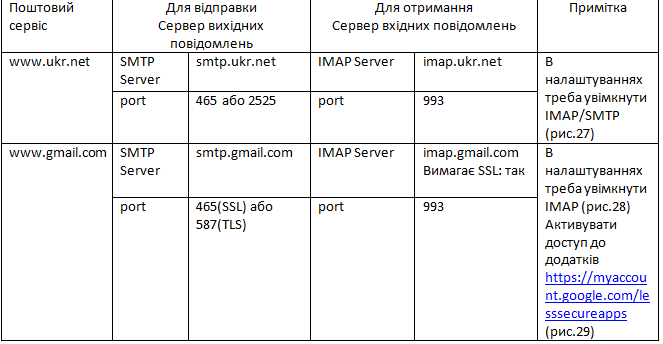 Поштовий
сервіс
Для відправки
Сервер вихідних
повідомлень
Для отримання
Сервер вхідних повідомлень
Примітка
www.ukr.net
SMTP
Server
smtp.ukr.net
IMAP Server
imap.ukr.net
В
налаштуваннях
треба увімкнути
IMAP/SMTP
(рис.27)
port
465 або 2525
port
993
www.gmail.com
SMTP
Server
smtp.gmail.com
IMAP Server
imap.gmail.com
Вимагає SSL: так
В
налаштуваннях
треба увімкнути
IMAP (рис.28)
Активувати
доступ до
додатків
https://myaccou
nt.google.com/le
sssecureapps
(рис.29)
port
465(SSL) або
587(TLS)
port
993